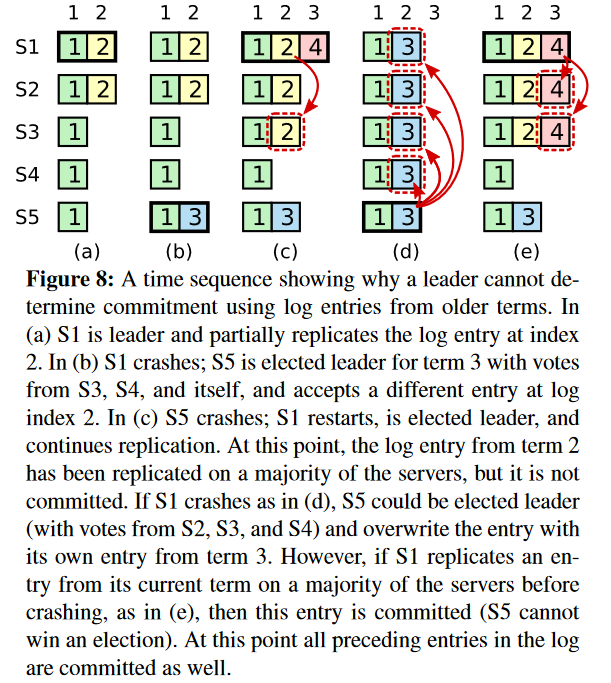 1 2 1 2 1 2 3 1 2 3 1 2 3
S1 1 2 1 2 1 2 4 1 3 1 2 4
S2 1 2 1 2 1 2 1 3 1 2 4
S3 1 1 1 2 1 3 1 2 4
S4 1 1 1 1 3 1
S5 1 1 3 1 3 1 3 1 3
(a) (b) (c) (d) (e)
Figure 8: A time sequence showing why a leader cannot de-
termine commitment using log entries from older terms. In
(a) S1 is leader and partially replicates the log entry at index
2. In (b) S1 crashes; S5 is elected leader for term 3 with votes
from S3, S4, and itself, and accepts a different entry at log
index 2. In (c) S5 crashes; S1 restarts, is elected leader, and
continues replication. At this point, the log entry from term 2
has been replicated on a majority of the servers, but it is not
committed. If S1 crashes as in (d), S5 could be elected leader
(with votes from S2, S3, and S4) and overwrite the entry with
its own entry from term 3. However, if S1 replicates an en-
try from its current term on a majority of the servers before
crashing, as in (e), then this entry is committed (S5 cannot
win an election). At this point all preceding entries in the log
are committed as well.